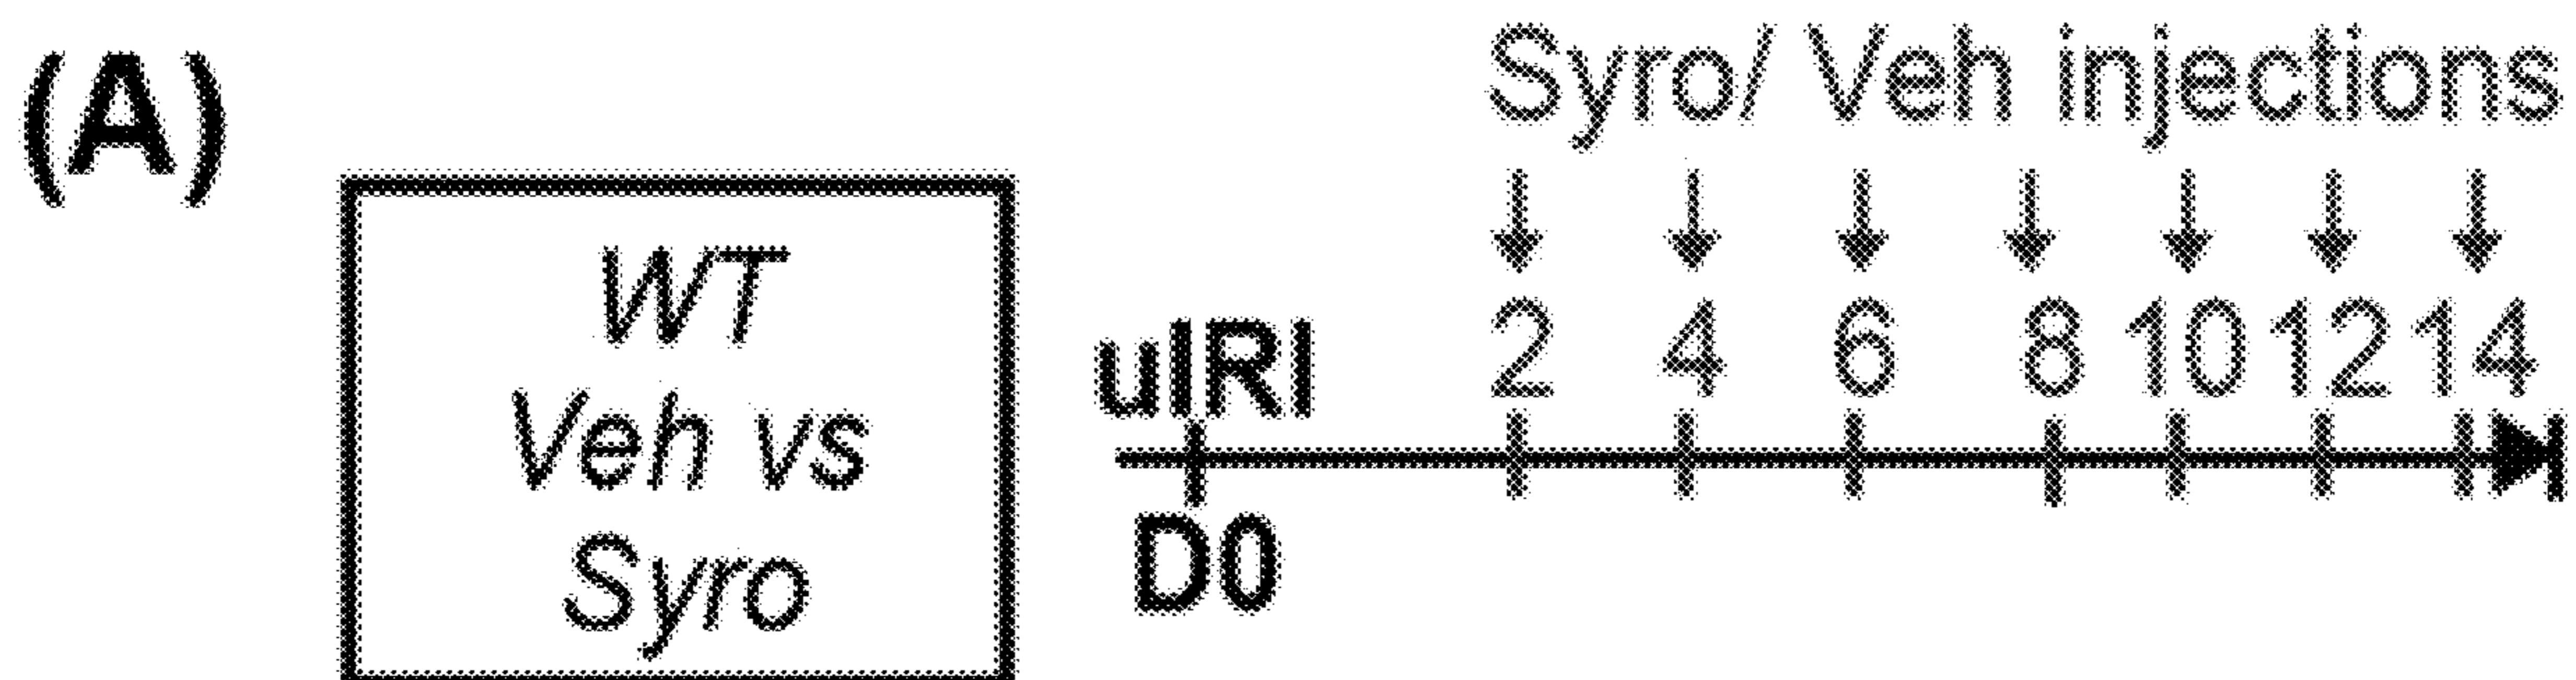 (A)
Syro/ Veh injections
WT
Veh vs
Syro
uIRI
2 4 6 8 10 12 14
D0